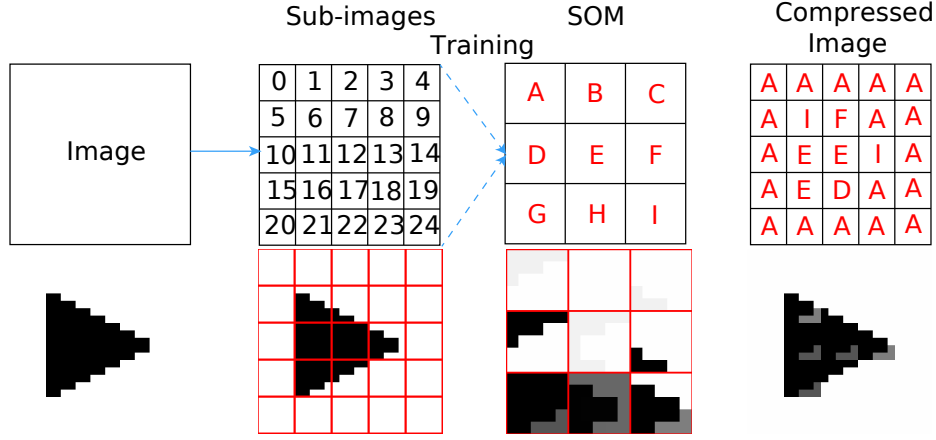 Sub-images
SOM
Compressed
Image
Training
Image
0 1 2 3 4
5 6 7 8 9
10 11 12 13 14
15 16 17 18 19
20 21 22 23 24
A B C
D E F
G H I
A A A A A
A I F A A
A E E I A
A E D A A
A A A A A